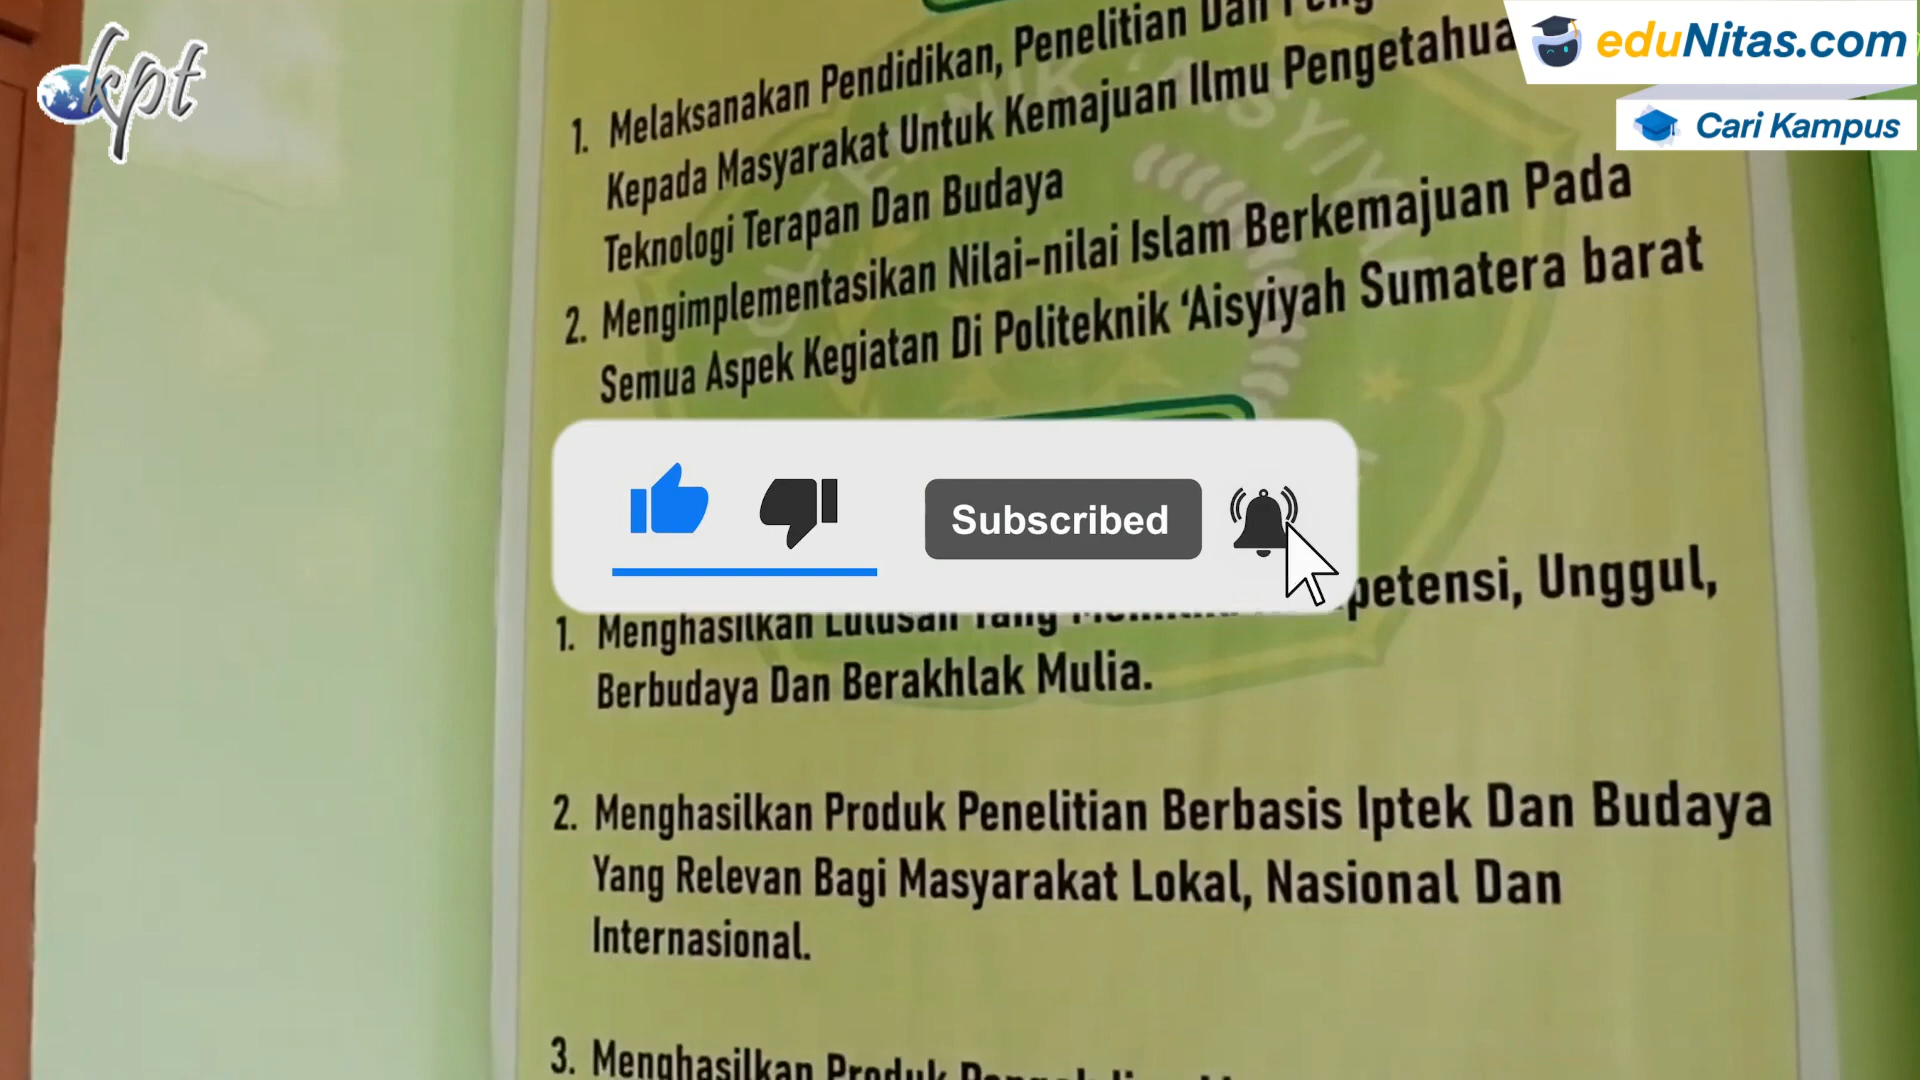 kpt
eduNitas.com
Cari Kampus
1. Melaksanakan Pendidikan, Penelitian Dan
Kepada Masyarakat Untuk Kemajuan Ilmu
Teknologi Terapan Dan Budaya
2. Mengimplementasikan Nilai-nilai Islam Berkemajuan Pada
Semua Aspek Kegiatan Di Politeknik ‘Aisyiyah Sumatera barat
Subscribed
1. Menghasilkan Lulusan Yang
Unggul,
Berbudaya Dan Berakhlak Mulia.
2. Menghasilkan Produk Penelitian Berbasis Iptek Dan Budaya
Yang Relevan Bagi Masyarakat Lokal, Nasional Dan
Internasional.
3. Menghasilkan Produk